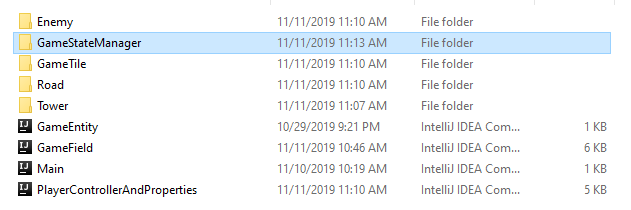 Enemy 11/11/2019 11:10 AM File folder
GameStateManager 11/11/2019 11:13 AM File folder
GameTile 11/11/2019 11:10 AM File folder
Road 11/11/2019 11:10 AM File folder
Tower 11/11/2019 11:07 AM File folder
IJ GameEntity 10/29/2019 9:21 PM IntelliJ IDEA Com... 1 KB
IJ GameField 11/11/2019 10:46 AM IntelliJ IDEA Com... 6 KB
IJ Main 11/10/2019 10:19 AM IntelliJ IDEA Com... 1 KB
IJ PlayerControllerAndProperties 11/11/2019 11:10 AM IntelliJ IDEA Com... 5 KB